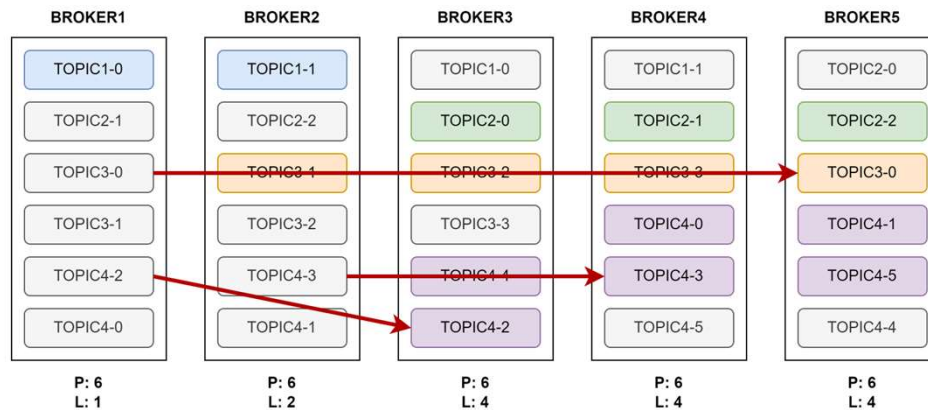 BROKER1 BROKER2 BROKER3 BROKER4 BROKER5
TOPIC1-0 TOPIC1-1 TOPIC1-0 TOPIC1-1 TOPIC2-0
TOPIC2-1 TOPIC2-2 TOPIC2-0 TOPIC2-1 TOPIC2-2
TOPIC3-0 TOPIC3-1 TOPIC3-2 TOPIC3-3 TOPIC3-0
TOPIC3-1 TOPIC3-2 TOPIC3-3 TOPIC4-0 TOPIC4-1
TOPIC4-2 TOPIC4-3 TOPIC4-4 TOPIC4-3 TOPIC4-5
TOPIC4-0 TOPIC4-1 TOPIC4-2 TOPIC4-5 TOPIC4-4
P: 6 P: 6 P: 6 P: 6 P: 6
L: 1 L: 2 L: 4 L: 4 L: 4